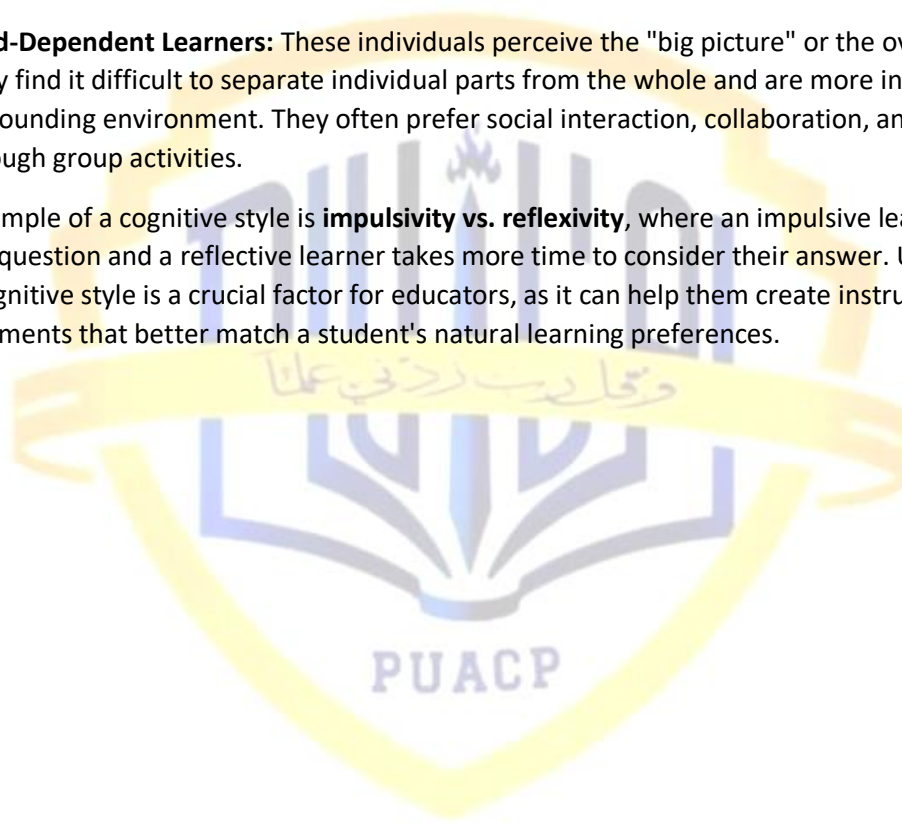 d-Dependent Learners: These individuals perceive the "big picture" or the ov
y find it difficult to separate individual parts from the whole and are more in
ounding environment. They often prefer social interaction, collaboration, an
ough group activities.
mple of a cognitive style is impulsivity vs. reflexivity, where an impulsive lea
question and a reflective learner takes more time to consider their answer. U
gnitive style is a crucial factor for educators, as it can help them create instru
ments that better match a student's natural learning preferences.
وقل رب زدني علماً
PUACP